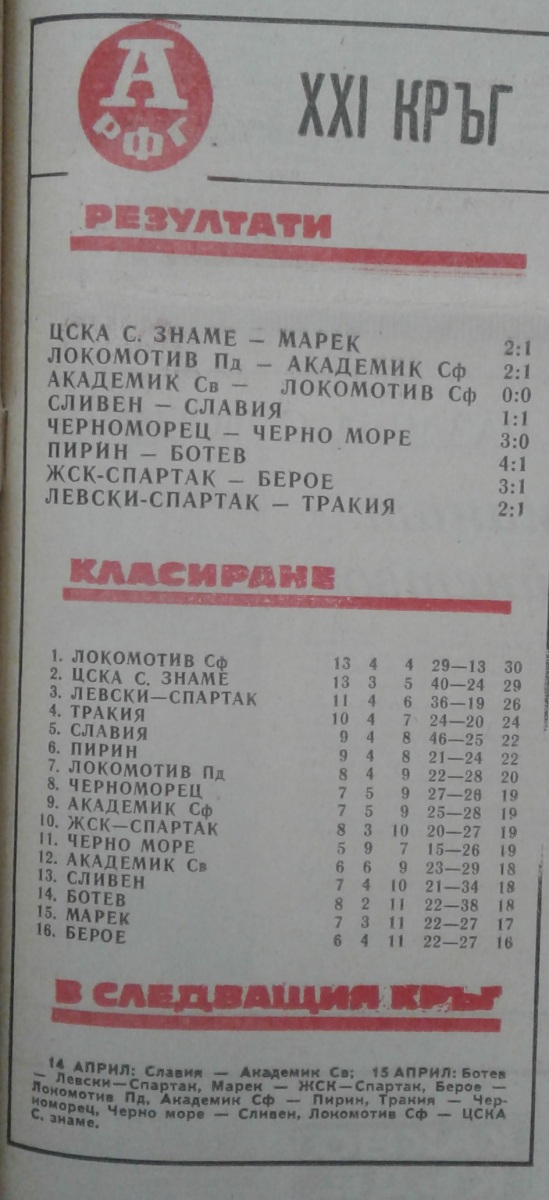 А
РФГ
XXI КРЪГ
РЕЗУЛТАТИ
ЦСКА С. ЗНАМЕ — МАРЕК 2:1
ЛОКОМОТИВ Пд — АКАДЕМИК Сф 2:1
АКАДЕМИК Св — ЛОКОМОТИВ Сф 0:0
СЛИВЕН — СЛАВИЯ 1:1
ЧЕРНОМОРЕЦ — ЧЕРНО МОРЕ 3:0
ПИРИН — БОТЕВ 4:1
ЖСК-СПАРТАК — БЕРОЕ 3:1
ЛЕВСКИ-СПАРТАК — ТРАКИЯ 2:1
КЛАСИРАНЕ
1. ЛОКОМОТИВ Сф 13 4 4 29—13 30
2. ЦСКА С. ЗНАМЕ 13 3 5 40—24 29
3. ЛЕВСКИ—СПАРТАК 11 4 6 36—19 26
4. ТРАКИЯ 10 4 7 24—20 24
5. СЛАВИЯ 9 4 8 46—25 22
6. ПИРИН 9 4 8 21—24 22
7. ЛОКОМОТИВ Пд 8 4 9 22—28 20
8. ЧЕРНОМОРЕЦ 7 5 9 27—26 19
9. АКАДЕМИК Сф 7 5 9 25—28 19
10. ЖСК—СПАРТАК 8 3 10 20—27 19
11. ЧЕРНО МОРЕ 5 9 7 15—26 19
12. АКАДЕМИК Св 6 6 9 23—29 18
13. СЛИВЕН 7 4 10 21—34 18
14. БОТЕВ 8 2 11 22—38 18
15. МАРЕК 7 3 11 22—27 17
16. БЕРОЕ 6 4 11 22—27 16
В СЛЕДВАЩИЯ КРЪГ
14 АПРИЛ: Славия — Академик Св; 15 АПРИЛ: Ботев
— Левски—Спартак, Марек — ЖСК—Спартак, Берое —
Локомотив Пд, Академик Сф — Пирин, Тракия — Чер-
номорец, Черно море — Сливен, Локомотив Сф — ЦСКА
С. знаме.